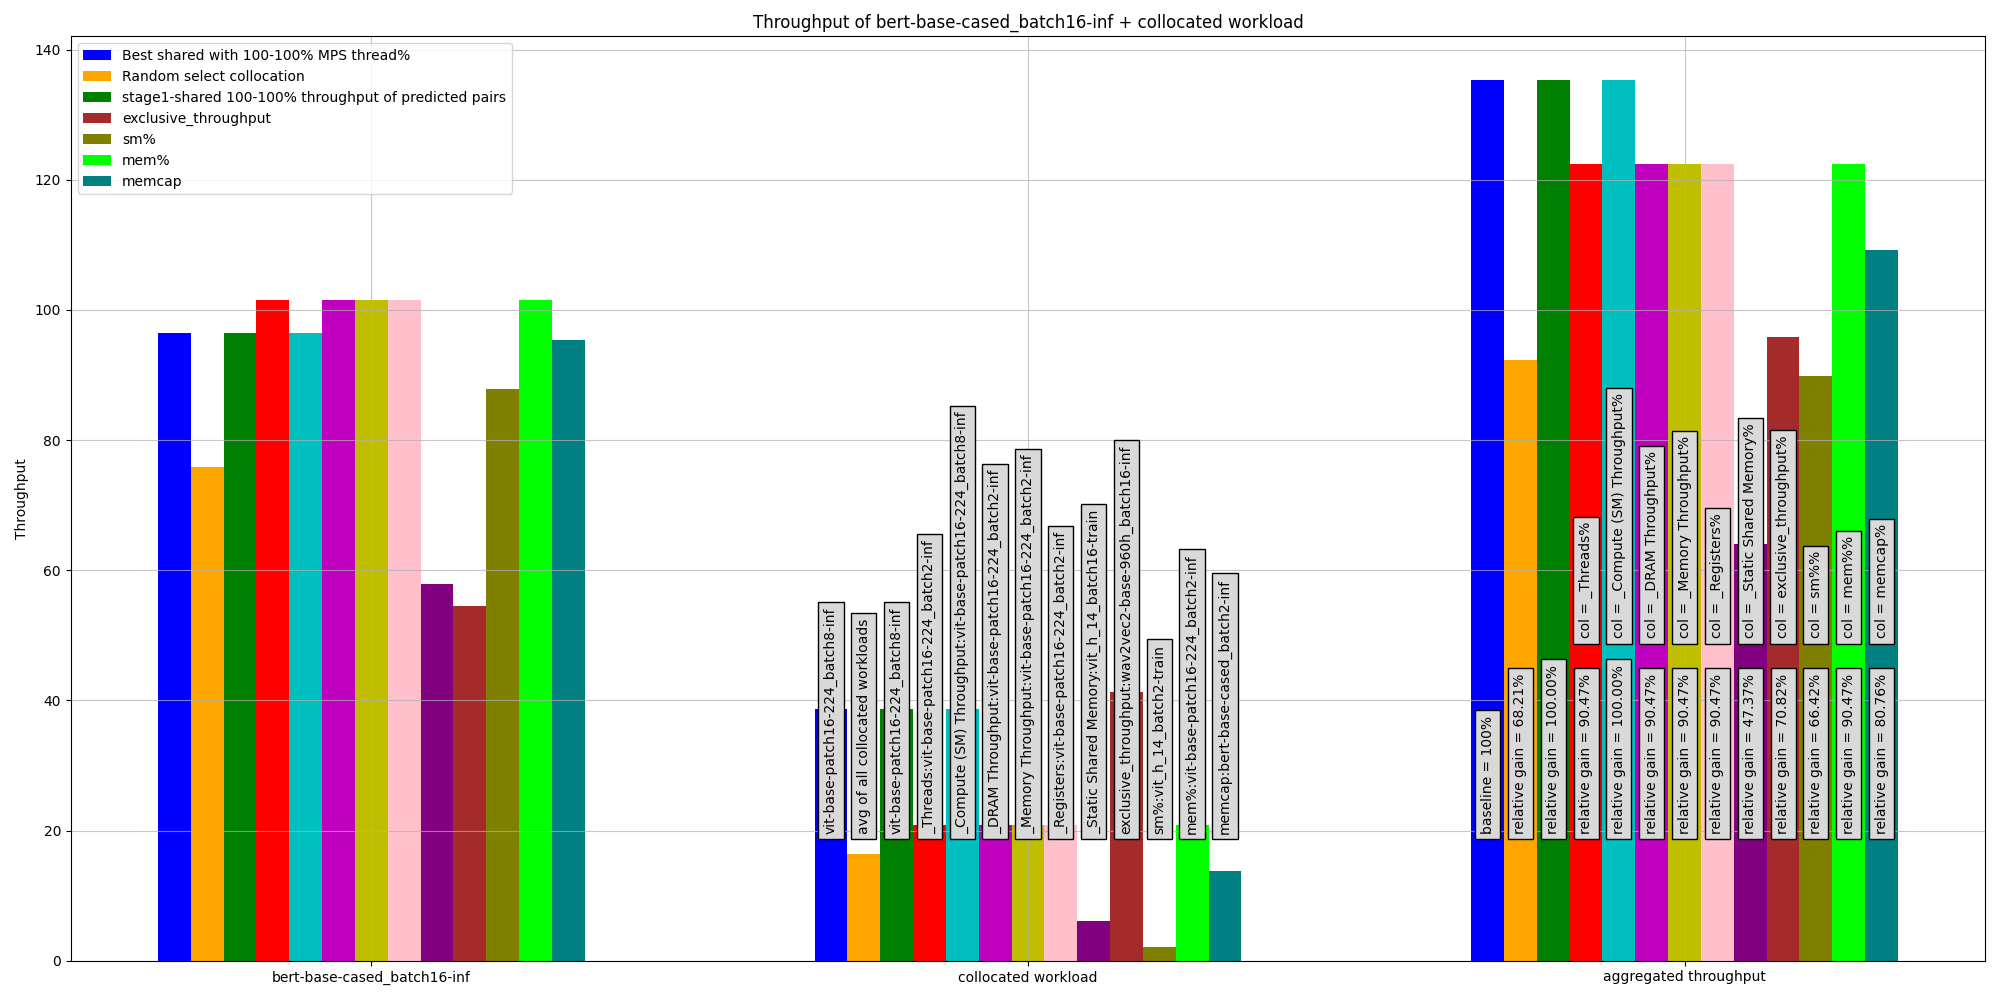 Throughput of bert-base-cased_batch16-inf + collocated workload
Throughput
140
120
100
80
60
40
20
0
Best shared with 100-100% MPS thread%
Random select collocation
stage1-shared 100-100% throughput of predicted pairs
exclusive_throughput
sm%
mem%
memcap
vit-base-patch16-224_batch8-inf
avg of all collocated workloads
vit-base-patch16-224_batch8-inf
_Threads:vit-base-patch16-224_batch2-inf
_Compute (SM) Throughput:vit-base-patch16-224_batch8-inf
_DRAM Throughput:vit-base-patch16-224_batch2-inf
_Memory Throughput:vit-base-patch16-224_batch2-inf
_Registers:vit-base-patch16-224_batch2-inf
_Static Shared Memory:vit_h_14_batch16-train
exclusive_throughput:wav2vec2-base-960h_batch16-inf
sm%:vit_h_14_batch2-train
mem%:vit-base-patch16-224_batch2-inf
memcap:bert-base-cased_batch2-inf
col = _Threads%
col = _Compute (SM) Throughput%
col = _DRAM Throughput%
col = _Memory Throughput%
col = _Registers%
col = _Static Shared Memory%
col = exclusive_throughput%
col = sm%%
col = mem%%
col = memcap%
baseline = 100%
relative gain = 68.21%
relative gain = 100.00%
relative gain = 90.47%
relative gain = 100.00%
relative gain = 90.47%
relative gain = 90.47%
relative gain = 90.47%
relative gain = 47.37%
relative gain = 70.82%
relative gain = 66.42%
relative gain = 90.47%
relative gain = 80.76%
bert-base-cased_batch16-inf
collocated workload
aggregated throughput